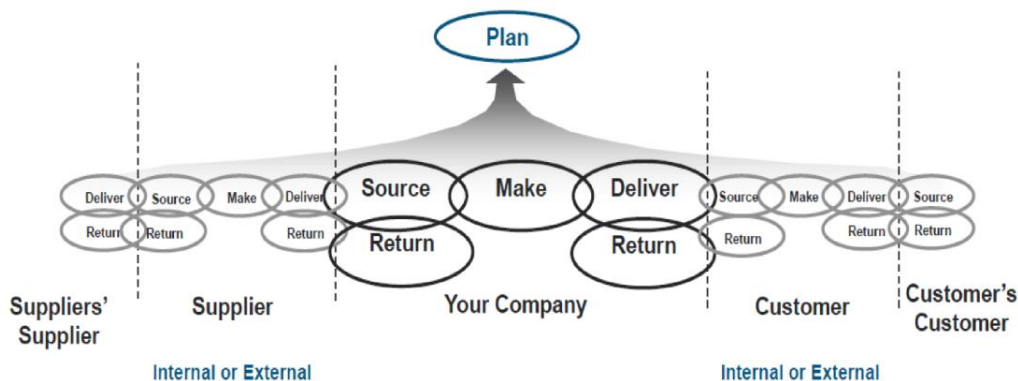 Plan
Deliver Source Make Deliver Source Make Deliver Source Make Deliver Source
Return Return Return Return Return Return Return Return
Suppliers' Supplier Your Company Customer Customer's
Supplier Customer
Internal or External Internal or External